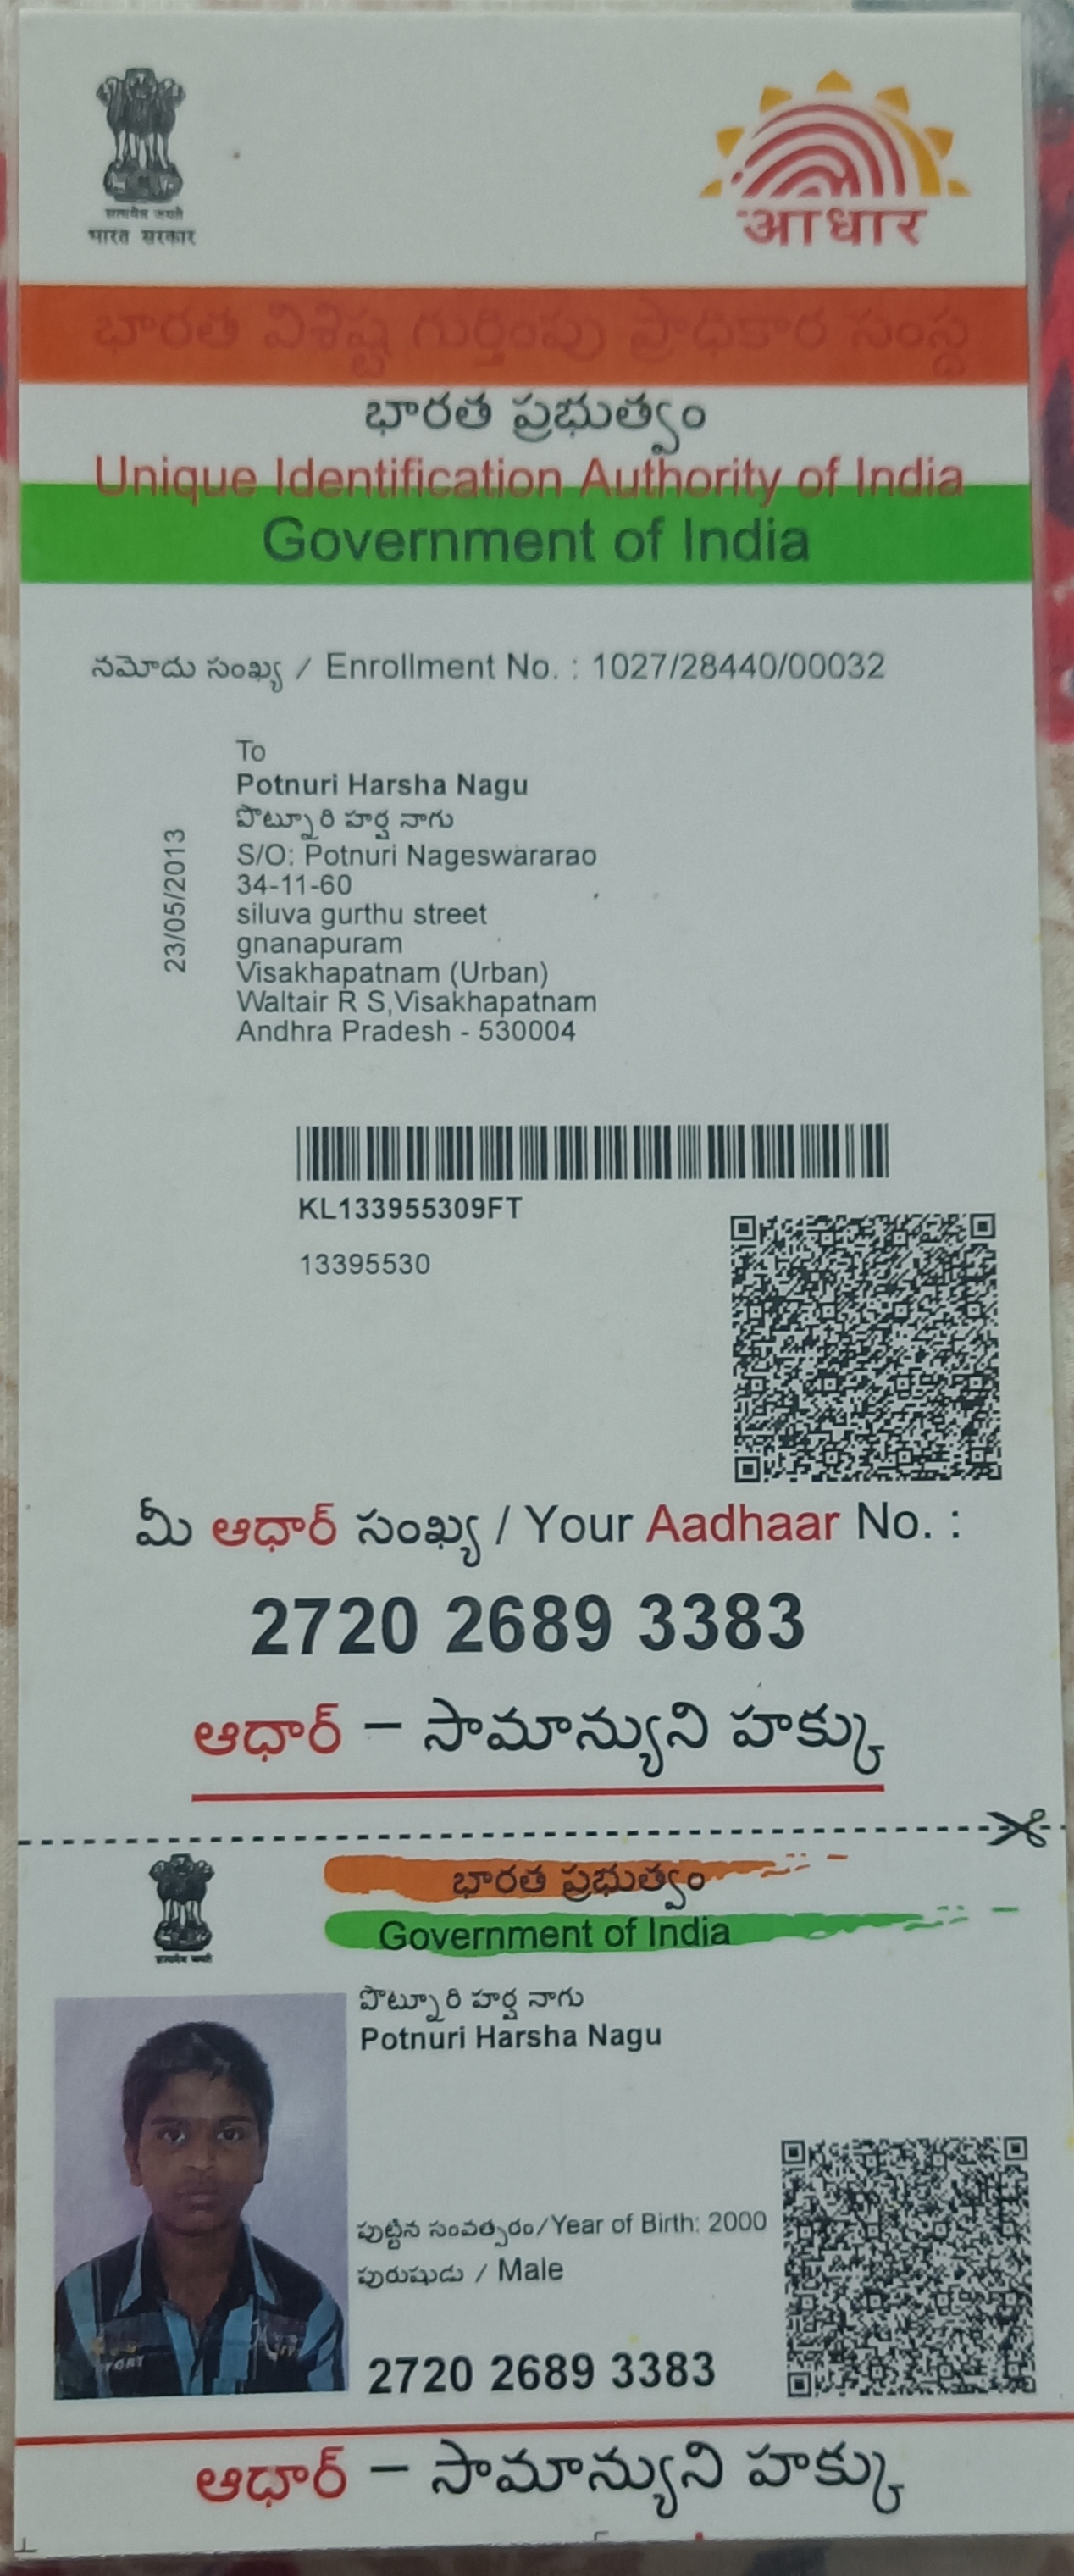 सत्यमेव जयते
भारत सरकार
आधार
భారత విశిష్ట గుర్తింపు ప్రాధికార సంస్థ
భారత ప్రభుత్వం
Unique Identification Authority of India
Government of India
నమోదు సంఖ్య / Enrollment No. : 1027/28440/00032
23/05/2013
To
Potnuri Harsha Nagu
పొట్నూరి హర్ష నాగు
S/O: Potnuri Nageswararao
34-11-60
siluva gurthu street
gnanapuram
Visakhapatnam (Urban)
Waltair R S,Visakhapatnam
Andhra Pradesh - 530004
KL133955309FT
13395530
మీ ఆధార్ సంఖ్య / Your Aadhaar No. :
2720 2689 3383
ఆధార్ – సామాన్యుని హక్కు
భారత ప్రభుత్వం
Government of India
सत्यमेव जयते
పొట్నూరి హర్ష నాగు
Potnuri Harsha Nagu
పుట్టిన సంవత్సరం/Year of Birth: 2000
పురుషుడు / Male
2720 2689 3383
ఆధార్ – సామాన్యుని హక్కు